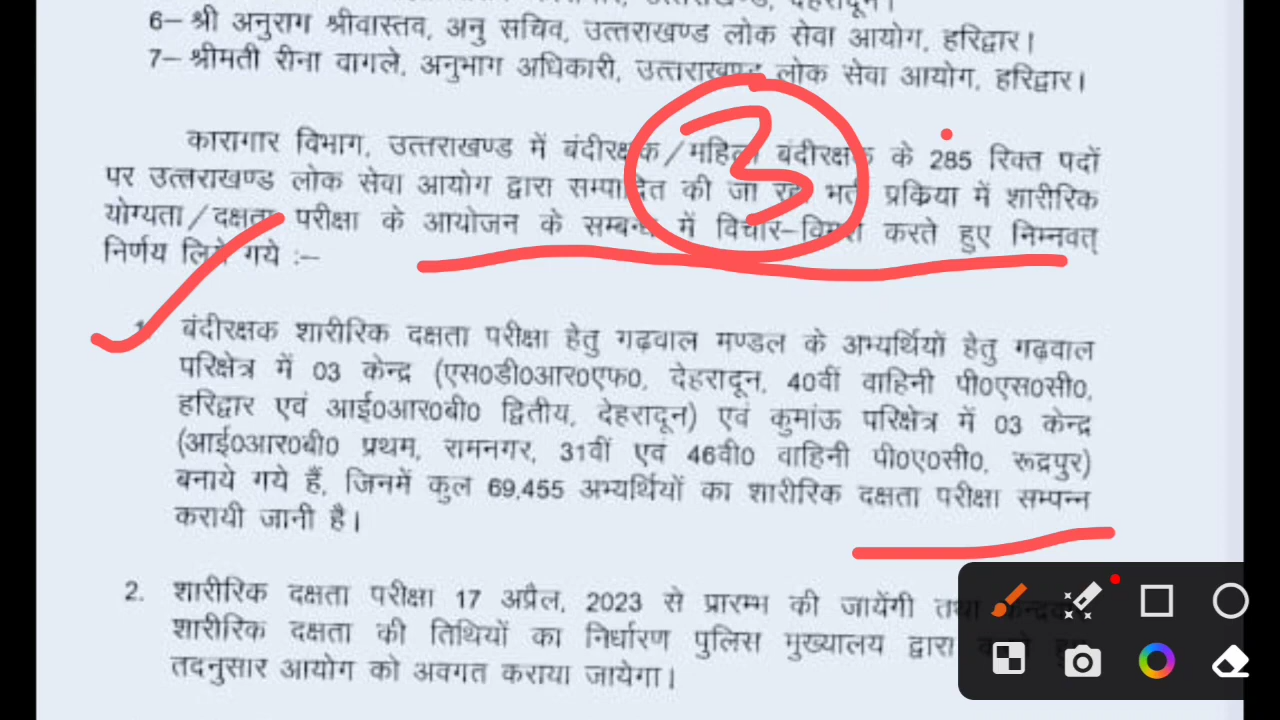 6– श्री अनुराग श्रीवास्तव, अनु सचिव, उत्तराखण्ड लोक सेवा आयोग, हरिद्वार।
7– श्रीमती रीना वागले, अनुभाग अधिकारी, उत्तराखण्ड लोक सेवा आयोग, हरिद्वार।
3
कारागार विभाग, उत्तराखण्ड में बंदीरक्षक/महिला बंदीरक्षक के 285 रिक्त पदों
पर उत्तराखण्ड लोक सेवा आयोग द्वारा सम्पादित की जा रही भर्ती प्रक्रिया में शारीरिक
योग्यता/दक्षता परीक्षा के आयोजन के सम्बन्ध में विचार–विमर्श करते हुए निम्नवत्
निर्णय लिये गये :–
1. बंदीरक्षक शारीरिक दक्षता परीक्षा हेतु गढ़वाल मण्डल के अभ्यर्थियों हेतु गढ़वाल
परिक्षेत्र में 03 केन्द्र (एस0डी0आर0एफ0, देहरादून, 40वीं वाहिनी पी0एस0सी0,
हरिद्वार एवं आई0आर0बी0 द्वितीय, देहरादून) एवं कुमांऊ परिक्षेत्र में 03 केन्द्र
(आई0आर0बी0 प्रथम, रामनगर, 31वीं एवं 46वी0 वाहिनी पी0ए0सी0, रूद्रपुर)
बनाये गये हैं, जिनमें कुल 69,455 अभ्यर्थियों का शारीरिक दक्षता परीक्षा सम्पन्न
करायी जानी है।
2. शारीरिक दक्षता परीक्षा 17 अप्रैल, 2023 से प्रारम्भ की जायेंगी तथा
शारीरिक दक्षता की तिथियों का निर्धारण पुलिस मुख्यालय द्वारा
तदनुसार आयोग को अवगत कराया जायेगा।